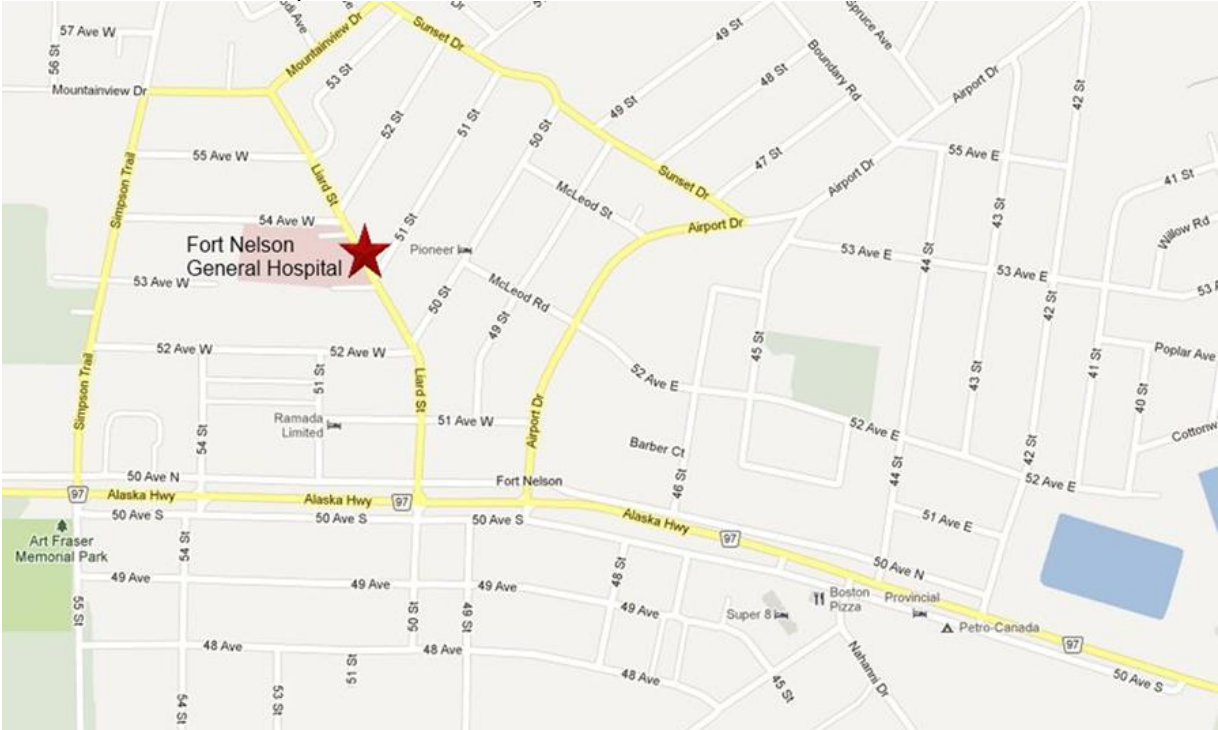 57 Ave W
56 St
Mountainview Dr
Mountainview Dr
Dr
Sunset Dr
49 St
Boundary Rd
Spruce Ave
48 St
Airport Dr
42 St
53 St
52 St
51 St
50 St
49 St
47 St
55 Ave W
Simpson Trail
Liard St
McLeod St
Sunset Dr
Airport Dr
55 Ave E
41 St
54 Ave W
51 St
Fort Nelson
General Hospital
Pioneer
Airport Dr
43 St
44 St
53 Ave E
53 Ave E
Willow Rd
53 Ave W
50 St
McLeod Rd
49 St
42 St
52 Ave W
52 Ave W
Simpson Trail
51 St
Liard St
52 Ave E
45 St
43 St
41 St
Poplar Ave
40 St
Ramada
Limited
51 Ave W
Airport Dr
54 St
Barber Ct
52 Ave E
42 St
50 Ave N
Fort Nelson
46 St
44 St
52 Ave E
97
Alaska Hwy
Alaska Hwy
97
50 Ave S
50 Ave S
50 Ave S
Alaska Hwy
97
51 Ave E
Art Fraser
Memorial Park
54 St
50 Ave N
49 Ave
49 Ave
49 Ave
48 St
49 Ave
55 St
50 St
49 St
Super 8
Boston
Pizza
Provincial
Petro-Canada
97
48 Ave
48 Ave
48 Ave
51 St
54 St
53 St
45 St
Nahanni Dr
50 Ave S